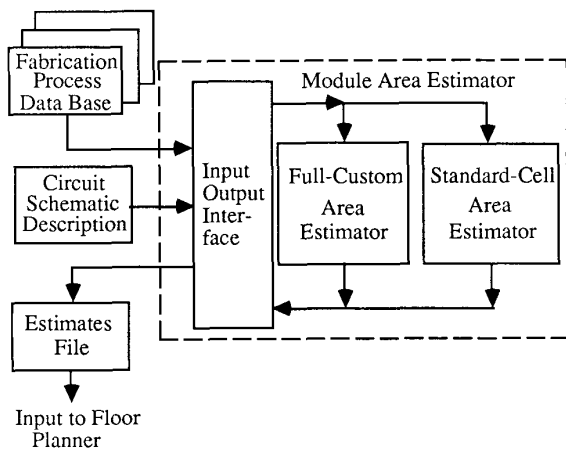 Fabrication
Process
Data Base
Module Area Estimator
Circuit
Schematic
Description
Input
Output
Inter-
face
Full-Custom
Area
Estimator
Standard-Cell
Area
Estimator
Estimates
File
Input to Floor
Planner